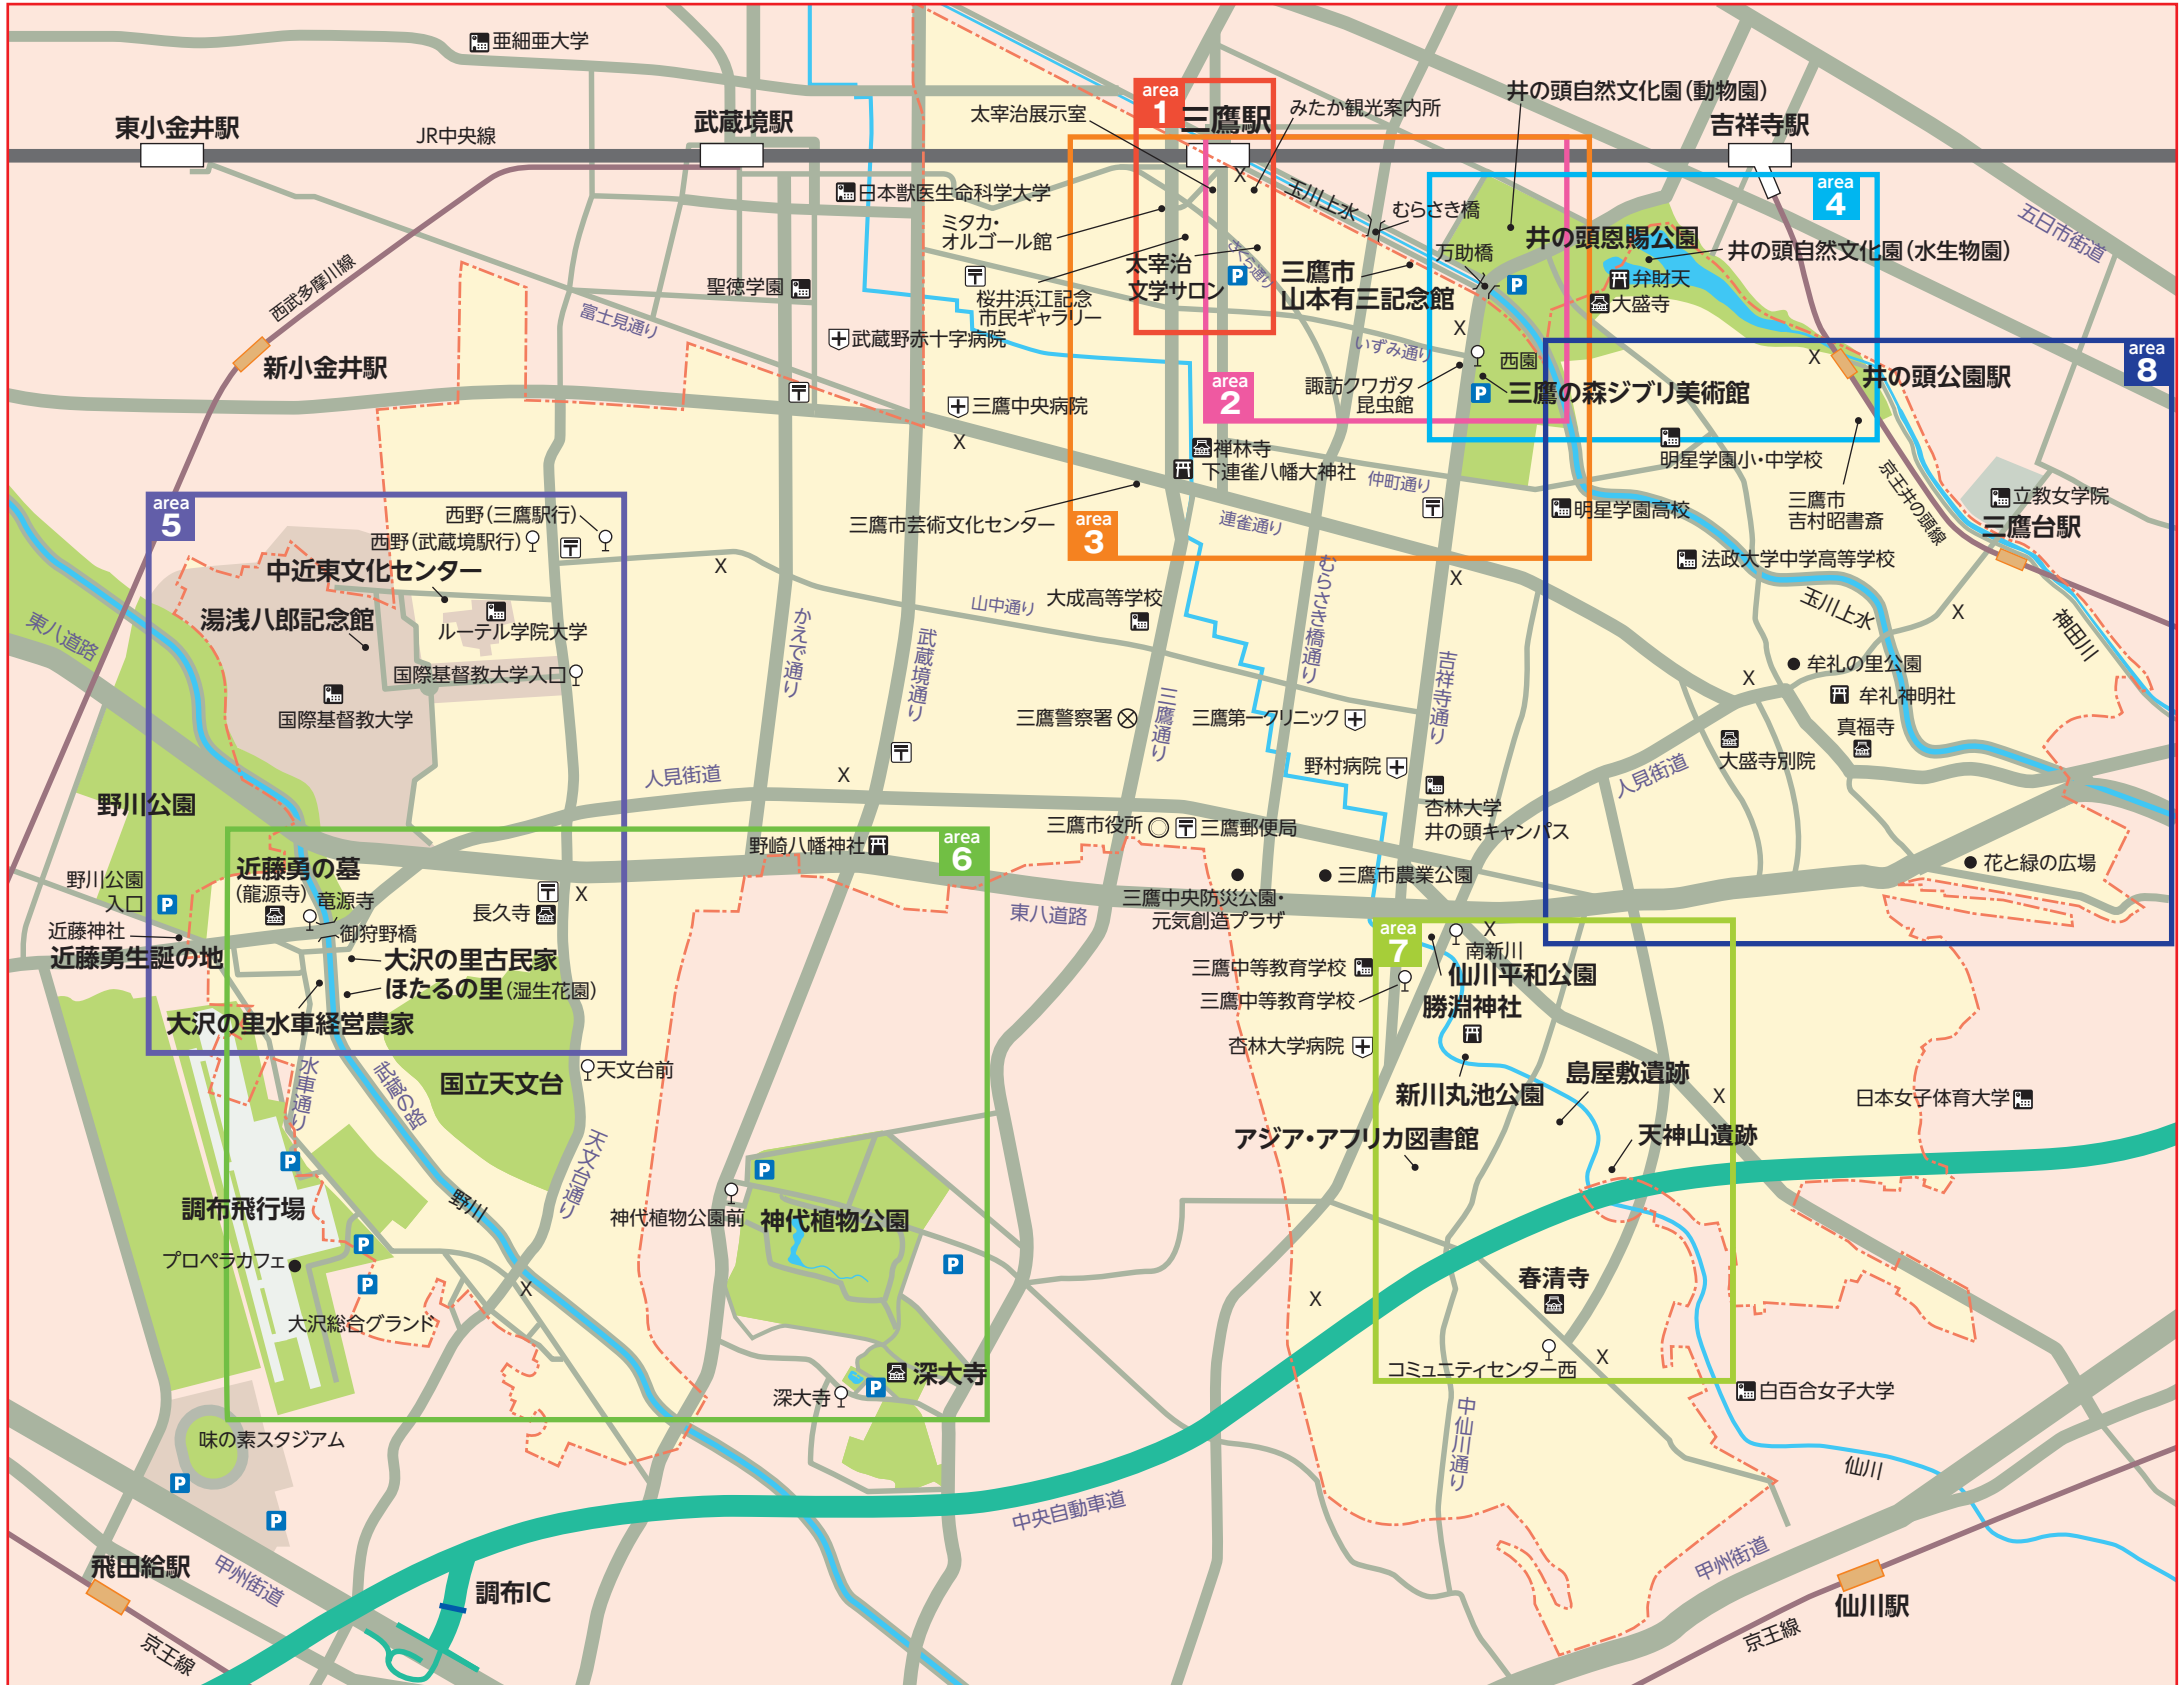 亜細亜大学
area
1
東小金井駅
JR中央線
武蔵境駅
太宰治展示室
三鷹駅
みたか観光案内所
井の頭自然文化園(動物園)
吉祥寺駅
X
日本獣医生命科学大学
ミタカ・
オルゴール館
玉川上水
むらさき橋
area
4
五日市街道
西武多摩川線
聖徳学園
富士見通り
桜井浜江記念
市民ギャラリー
太宰治
文学サロン
P
さくら通り
三鷹市
山本有三記念館
万助橋
P
井の頭恩賜公園
井の頭自然文化園(水生物園)
弁財天
大盛寺
武蔵野赤十字病院
新小金井駅
X
いずみ通り
西園
諏訪クワガタ
昆虫館
P
三鷹の森ジブリ美術館
X
井の頭公園駅
area
8
area
2
三鷹中央病院
X
禅林寺
下連雀八幡大神社
仲町通り
明星学園小・中学校
三鷹市
吉村昭書斎
京王井の頭線
立教女学院
三鷹台駅
三鷹市芸術文化センター
area
3
連雀通り
明星学園高校
法政大学中学高等学校
area
5
西野(三鷹駅行)
西野(武蔵境駅行)
中近東文化センター
湯浅八郎記念館
ルーテル学院大学
国際基督教大学入口
国際基督教大学
東八道路
X
山中通り
大成高等学校
かえで通り
武蔵境通り
三鷹通り
むらさき橋通り
吉祥寺通り
X
玉川上水
X
神田川
X
牟礼の里公園
牟礼神明社
真福寺
大盛寺別院
三鷹警察署
三鷹第一クリニック
野村病院
杏林大学
井の頭キャンパス
人見街道
人見街道
X
野川公園
三鷹市役所
三鷹郵便局
野崎八幡神社
area
6
近藤勇の墓
(龍源寺)
竜源寺
野川公園
入口
P
近藤神社
近藤勇生誕の地
御狩野橋
長久寺
X
大沢の里古民家
ほたるの里(湿生花園)
大沢の里水車経営農家
東八道路
三鷹中央防災公園・
元気創造プラザ
三鷹市農業公園
花と緑の広場
area
7
南新川
X
三鷹中等教育学校
三鷹中等教育学校
仙川平和公園
勝淵神社
杏林大学病院
新川丸池公園
島屋敷遺跡
X
日本女子体育大学
天神山遺跡
アジア・アフリカ図書館
水車通り
武蔵の路
国立天文台
天文台前
天文台通り
P
調布飛行場
野川
P
神代植物公園前
神代植物公園
P
プロペラカフェ
P
P
大沢総合グランド
X
X
春清寺
コミュニティセンター西
X
深大寺
深大寺
P
白百合女子大学
中仙川通り
仙川
味の素スタジアム
P
P
中央自動車道
飛田給駅
甲州街道
調布IC
甲州街道
仙川駅
京王線
京王線